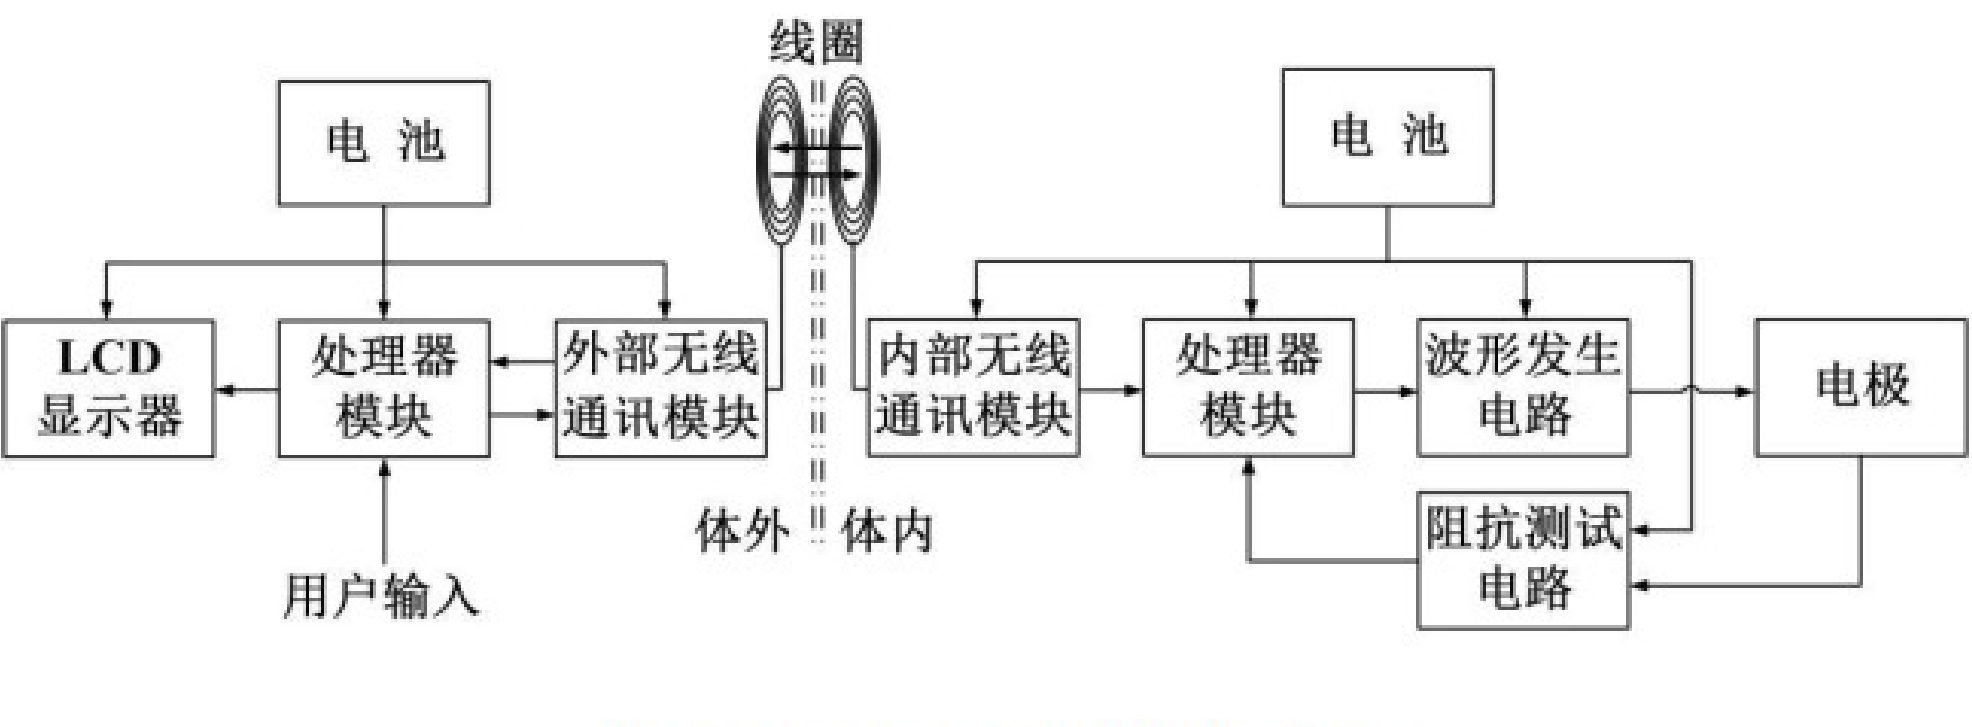 线圈
电 池
电 池
LCD
显示器
处理器
模块
外部无线
通讯模块
内部无线
通讯模块
处理器
模块
波形发生
电路
电极
体外
体内
阻抗测试
电路
用户输入